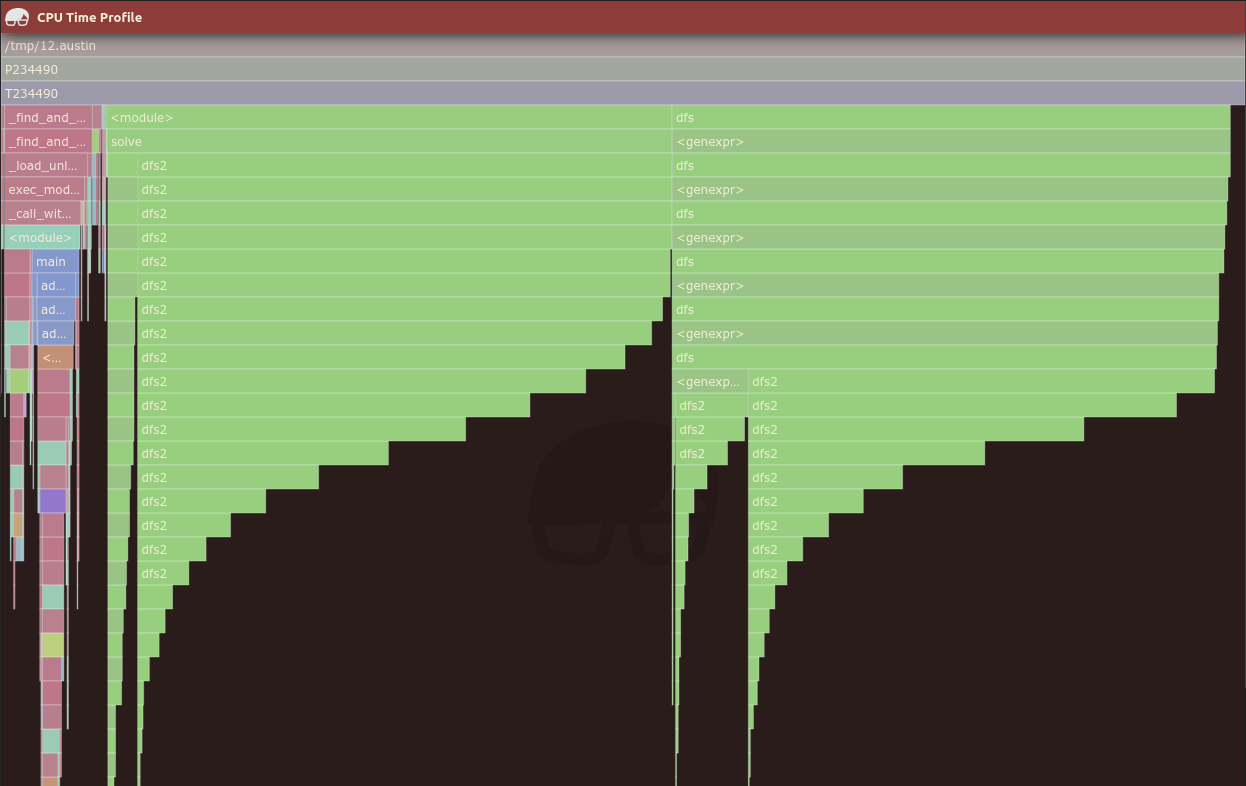 CPU Time Profile
/tmp/12.austin
P234490
T234490
_find_and_... <module> dfs
_find_and_... solve <genexpr>
_load_unl... dfs2 dfs
exec_mod... dfs2 <genexpr>
_call_wit... dfs2 dfs
<module> dfs2 <genexpr>
main dfs2 dfs
ad... dfs2 <genexpr>
ad... dfs2 dfs
ad... dfs2 <genexpr>
<... dfs2 dfs
dfs2 <genexp... dfs2
dfs2 dfs2 dfs2
dfs2 dfs2 dfs2
dfs2 dfs2 dfs2
dfs2 dfs2
dfs2 dfs2
dfs2 dfs2
dfs2 dfs2
dfs2 dfs2